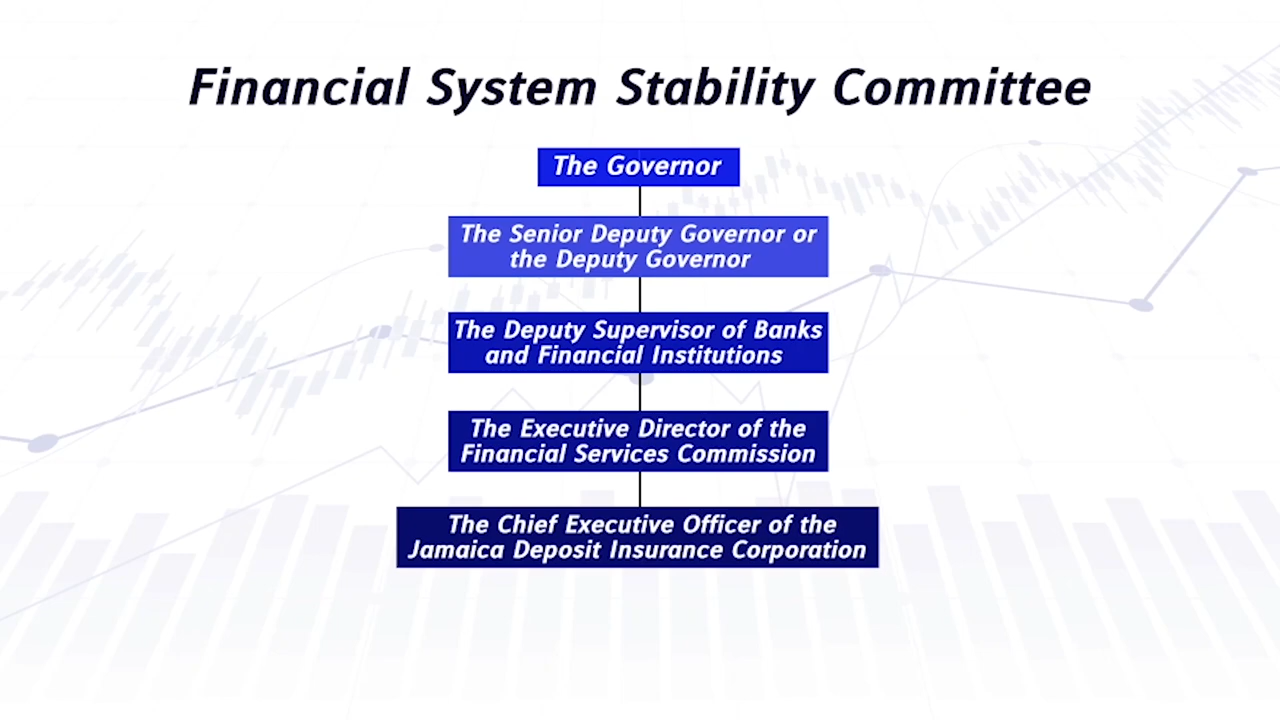 Financial System Stability Committee
The Governor
The Senior Deputy Governor or
the Deputy Governor
The Deputy Supervisor of Banks
and Financial Institutions
The Executive Director of the
Financial Services Commission
The Chief Executive Officer of the
Jamaica Deposit Insurance Corporation